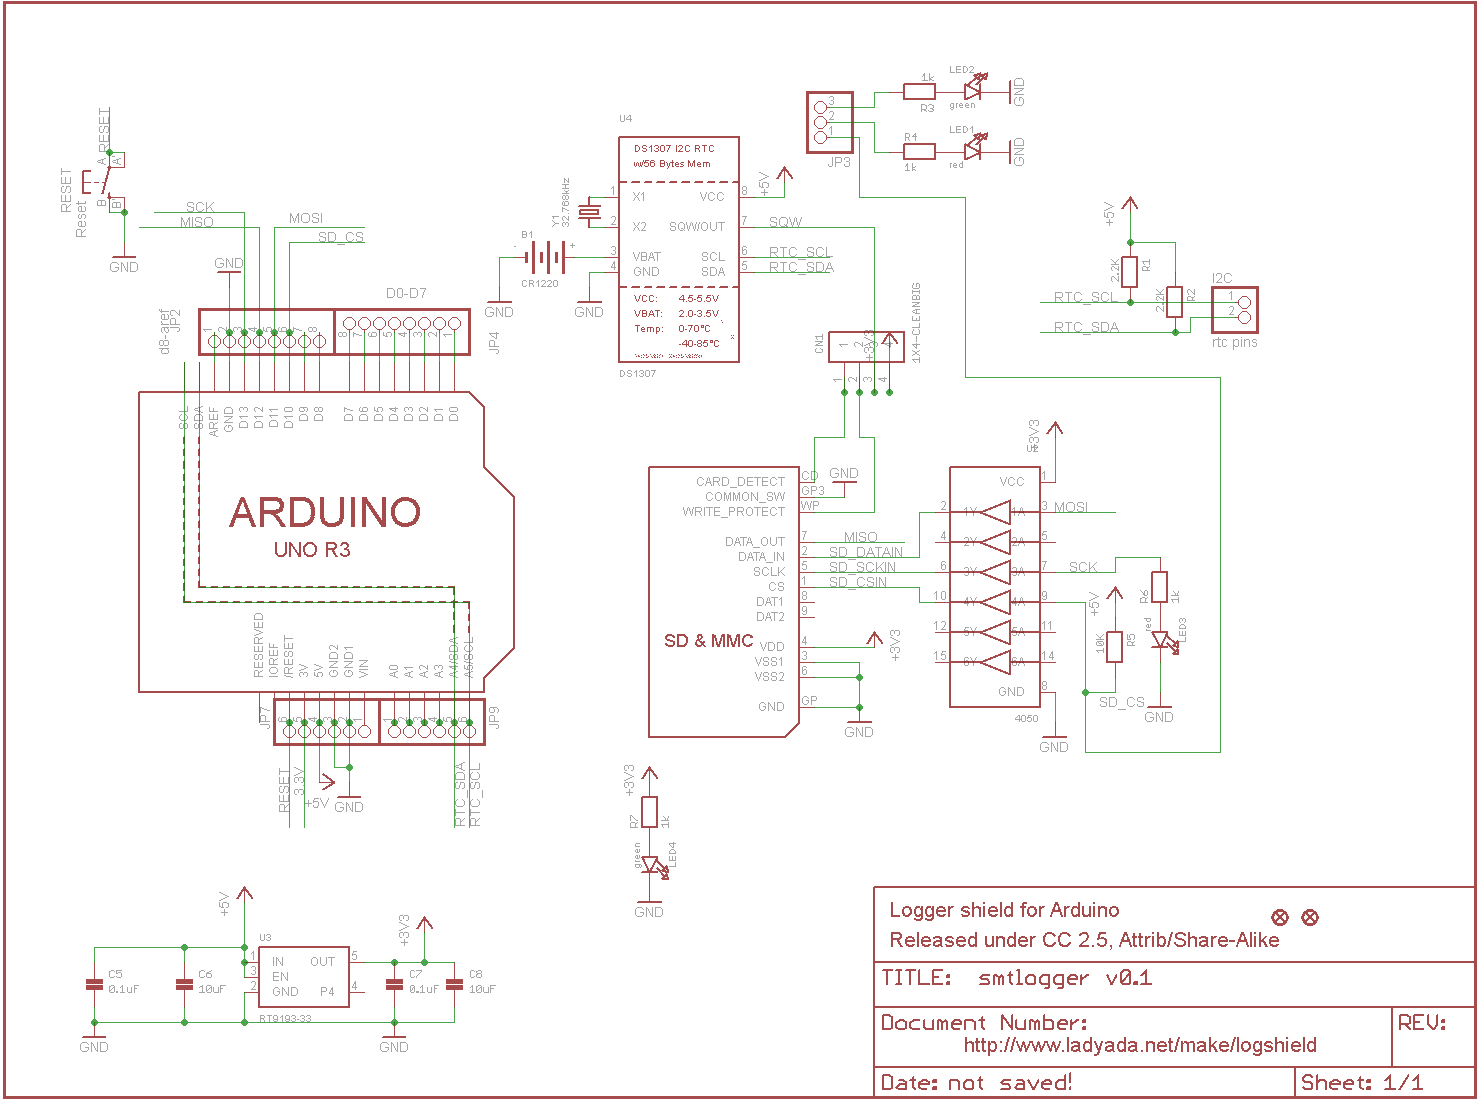 RESET
A
A'
RESET
Reset
B
B'
GND
SCK
MISO
MOSI
SD_CS
GND
D0-D7
d8-aref
JP2
1
2
3
4
5
6
7
8
8
7
6
5
4
3
2
1
JP4
SCL
SDA
AREF
GND
D13
D12
D11
D10
D9
D8
D7
D6
D5
D4
D3
D2
D1
D0
ARDUINO
UNO R3
RESERVED
IOREF
/RESET
3V
5V
GND2
GND1
VIN
A0
A1
A2
A3
A4/SDA
A5/SCL
JP7
6
5
4
3
2
1
1
2
3
4
5
6
JP9
RESET
3.3V
+5V
GND
RTC_SDA
RTC_SCL
U4
DS1307 I2C RTC
w/56 Bytes Mem
1
X1
VCC
8
+5V
2
X2
SQW/OUT
7
SQW
3
VBAT
SCL
6
RTC_SCL
4
GND
SDA
5
RTC_SDA
VCC: 4.5-5.5V
VBAT: 2.0-3.5V
Temp: 0-70°C
-40-85°C
DS1307
Y1
32.768kHz
B1
-
+
CR1220
GND
GND
3
2
1
JP3
1k
R3
LED2
green
GND
R4
1k
LED1
red
GND
+5V
2.2K
R1
2.2K
R2
RTC_SCL
RTC_SDA
I2C
1
2
rtc pins
CN1
1
2
+3V3
4
1
2
3
4
1X4-CLEANBIG
CARD_DETECT
CD
GND
COMMON_SW
GP3
WRITE_PROTECT
WP
DATA_OUT
7
MISO
DATA_IN
2
SD_DATAIN
SCLK
5
SD_SCKIN
CS
1
SD_CSIN
DAT1
8
DAT2
9
SD & MMC
VDD
4
+3V3
VSS1
3
VSS2
6
GND
GP
GND
+3V3
VCC
1
2
1Y
1A
3
MOSI
4
2Y
2A
5
6
3Y
3A
7
SCK
10
4Y
4A
9
12
5Y
5A
11
15
6Y
6A
14
GND
8
4050
GND
+5V
10K
R5
SD_CS
R6
1k
red
LED3
GND
+3V3
R7
1k
green
LED4
GND
+5V
U3
1
IN
OUT
5
3
EN
2
GND
P4
4
RT9193-33
C5
0.1uF
C6
10uF
+3V3
C7
0.1uF
C8
10uF
GND
GND
Logger shield for Arduino
Released under CC 2.5, Attrib/Share-Alike
TITLE: smtlogger v0.1
Document Number:
REV:
http://www.ladyada.net/make/logshield
Date: not saved!
Sheet: 1/1